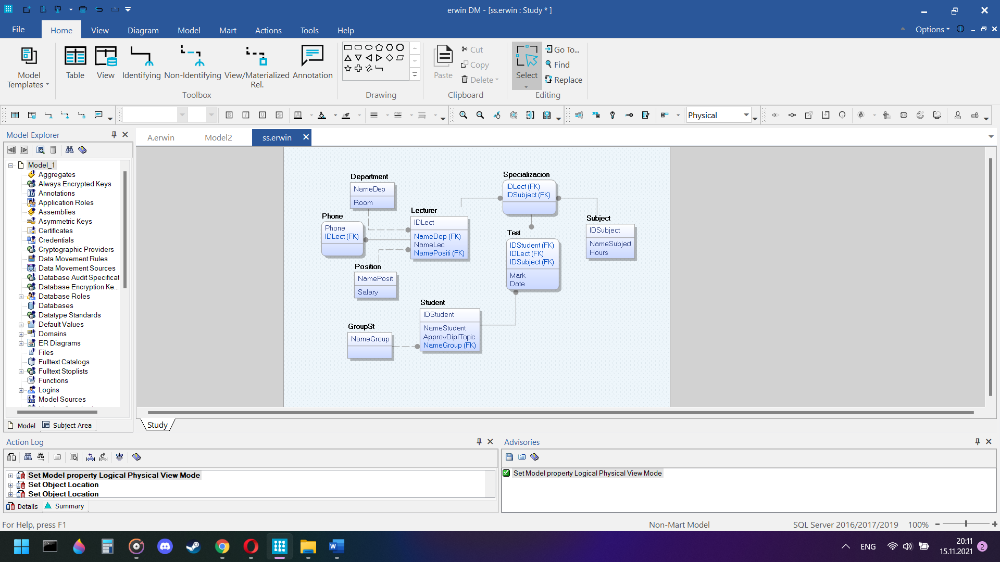 erwin DM - [ss.erwin : Study * ]
File
Home
View
Diagram
Model
Mart
Actions
Tools
Help
Options
Model
Templates
Table
View
Identifying
Non-Identifying
View/Materialized
Rel.
Annotation
Toolbox
Drawing
Paste
Cut
Copy
Delete
Clipboard
Select
Go To...
Find
Replace
Editing
B
I
U
S
A
Physical
Model Explorer
A.erwin
Model2
ss.erwin
Model_1
Aggregates
Always Encrypted Keys
Annotations
Application Roles
Assemblies
Asymmetric Keys
Certificates
Credentials
Cryptographic Providers
Data Movement Rules
Data Movement Sources
Database Audit Specificat
Database Encryption Ke...
Database Roles
Databases
Datatype Standards
Default Values
Domains
ER Diagrams
Files
Fulltext Catalogs
Fulltext Stoplists
Functions
Logins
Model Sources
Model
Subject Area
Department
NameDep
Room
Phone
Phone
IDLect (FK)
Lecturer
IDLect
NameDep (FK)
NameLec
NamePositi (FK)
Position
NamePositi
Salary
Specializacion
IDLect (FK)
IDSubject (FK)
Subject
IDSubject
NameSubject
Hours
Test
IDStudent (FK)
IDLect (FK)
IDSubject (FK)
Mark
Date
Student
IDStudent
NameStudent
ApprovDiplTopic
NameGroup (FK)
GroupSt
NameGroup
Study
Action Log
Set Model property Logical Physical View Mode
Set Object Location
Set Object Location
Details
Summary
Advisories
Set Model property Logical Physical View Mode
For Help, press F1
Non-Mart Model
SQL Server 2016/2017/2019
100%
ENG
20:11
15.11.2021
2